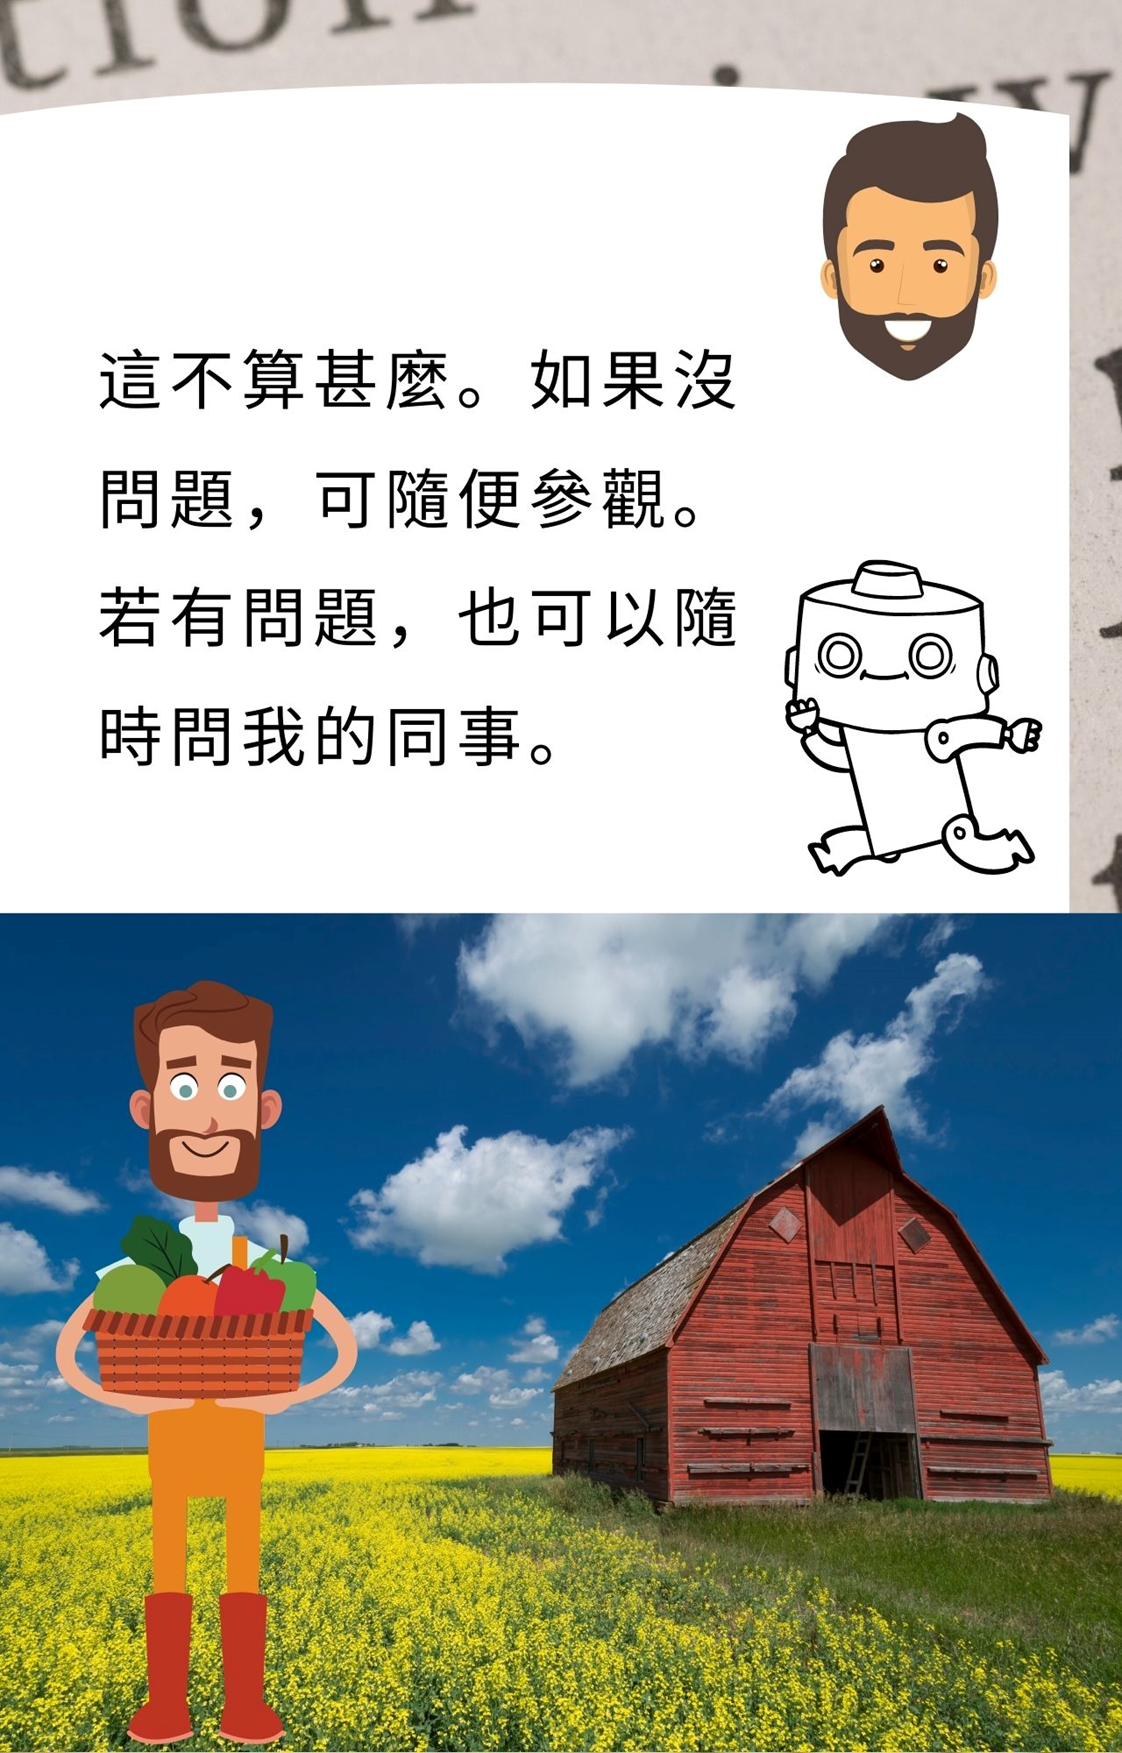 tion
w
這不算甚麼。如果沒
問題，可隨便參觀。
若有問題，也可以隨
時問我的同事。